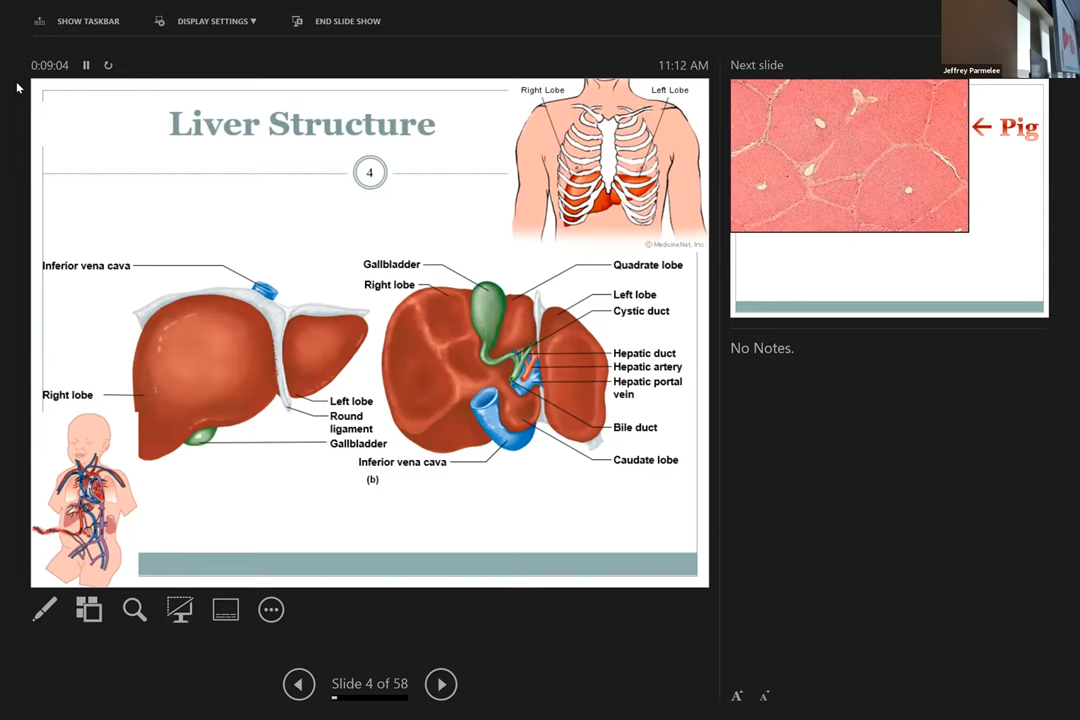 SHOW TASKBAR
DISPLAY SETTINGS ▼
END SLIDE SHOW
Jeffrey Parmelee
0:09:04
11:12 AM
Next slide
Liver Structure
4
Right Lobe
Left Lobe
© MedicineNet, Inc.
Inferior vena cava
Right lobe
Left lobe
Round
ligament
Gallbladder
Gallbladder
Right lobe
Inferior vena cava
(b)
Quadrate lobe
Left lobe
Cystic duct
Hepatic duct
Hepatic artery
Hepatic portal
vein
Bile duct
Caudate lobe
← Pig
No Notes.
Slide 4 of 58
A
A